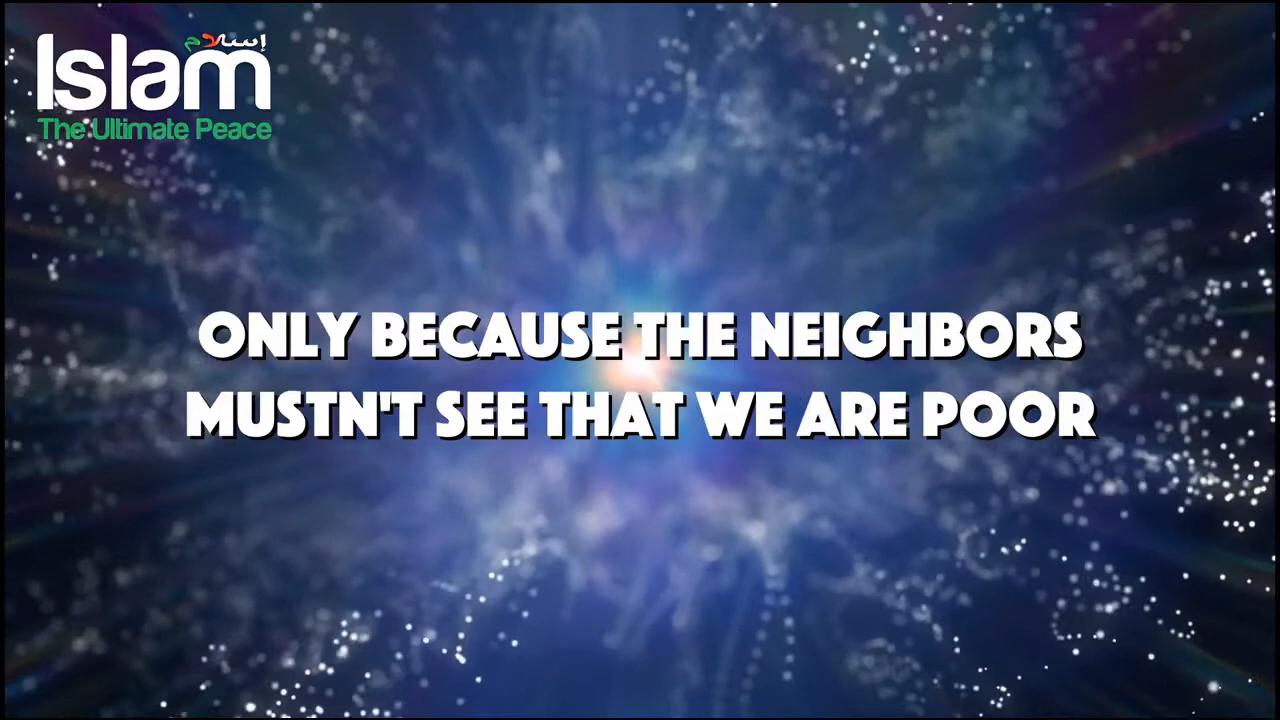 إسلام
Islam
The Ultimate Peace
ONLY BECAUSE THE NEIGHBORS
MUSTN'T SEE THAT WE ARE POOR